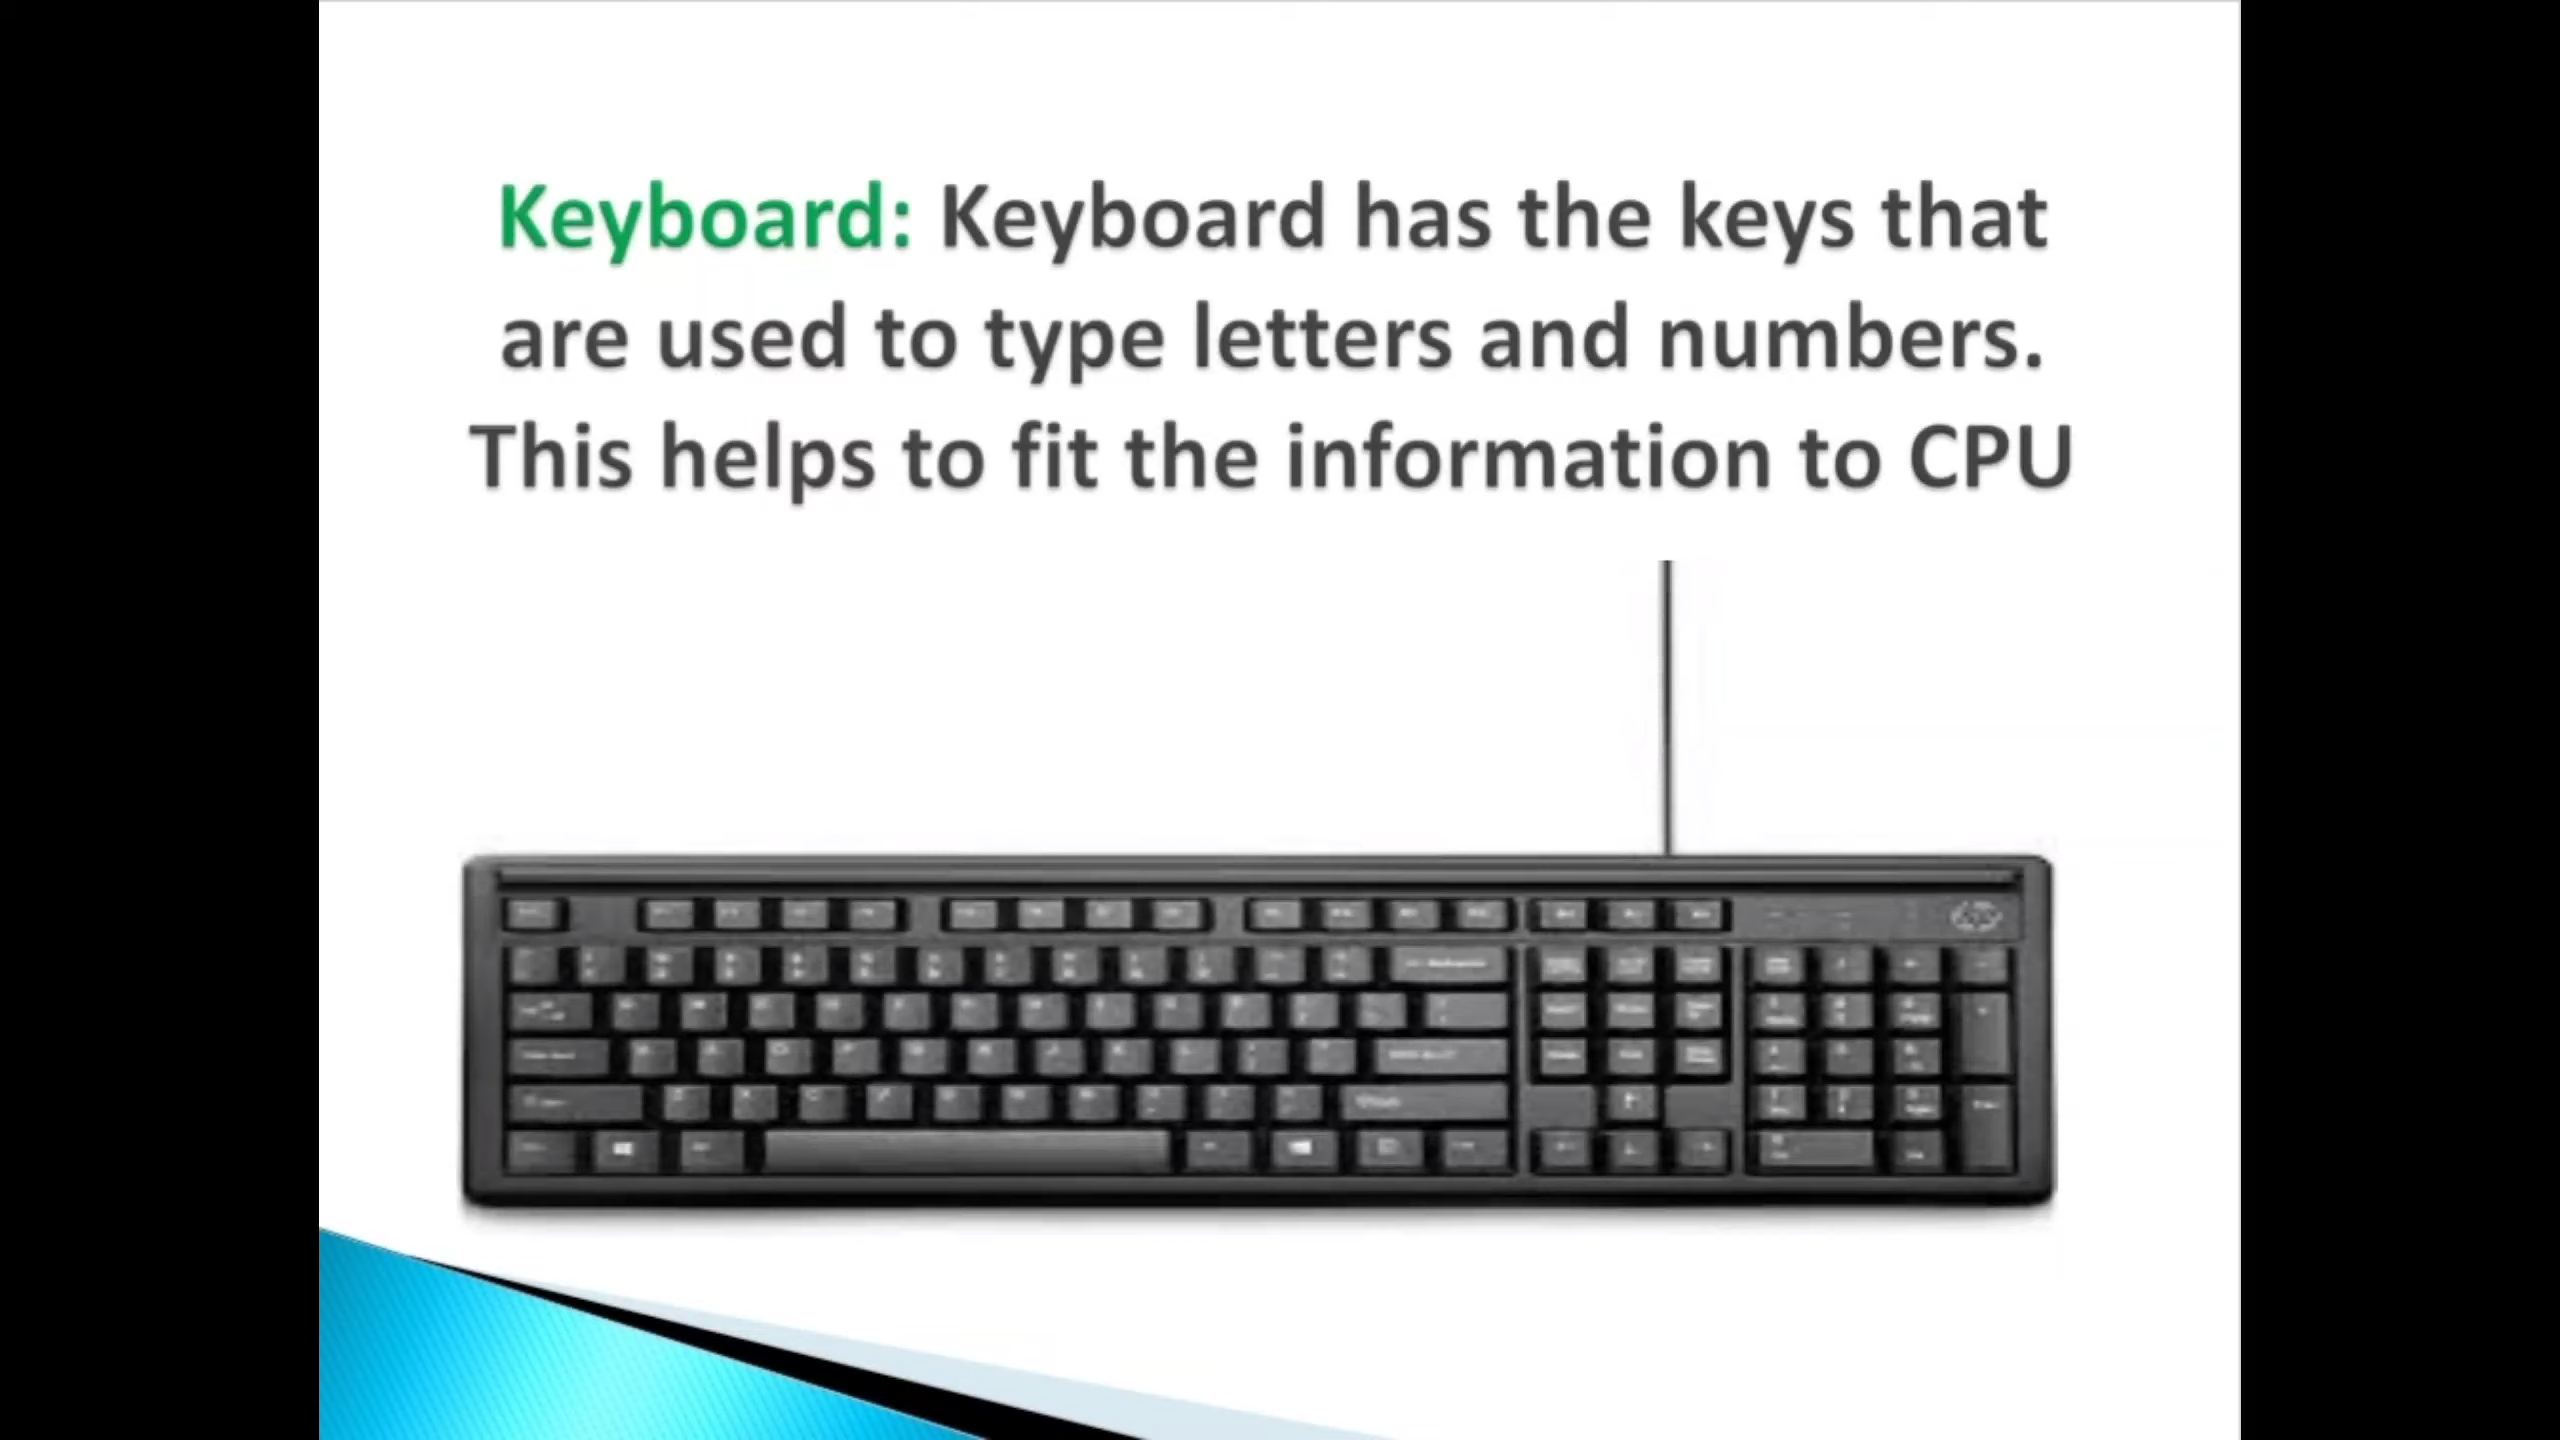 Keyboard: Keyboard has the keys that
are used to type letters and numbers.
This helps to fit the information to CPU